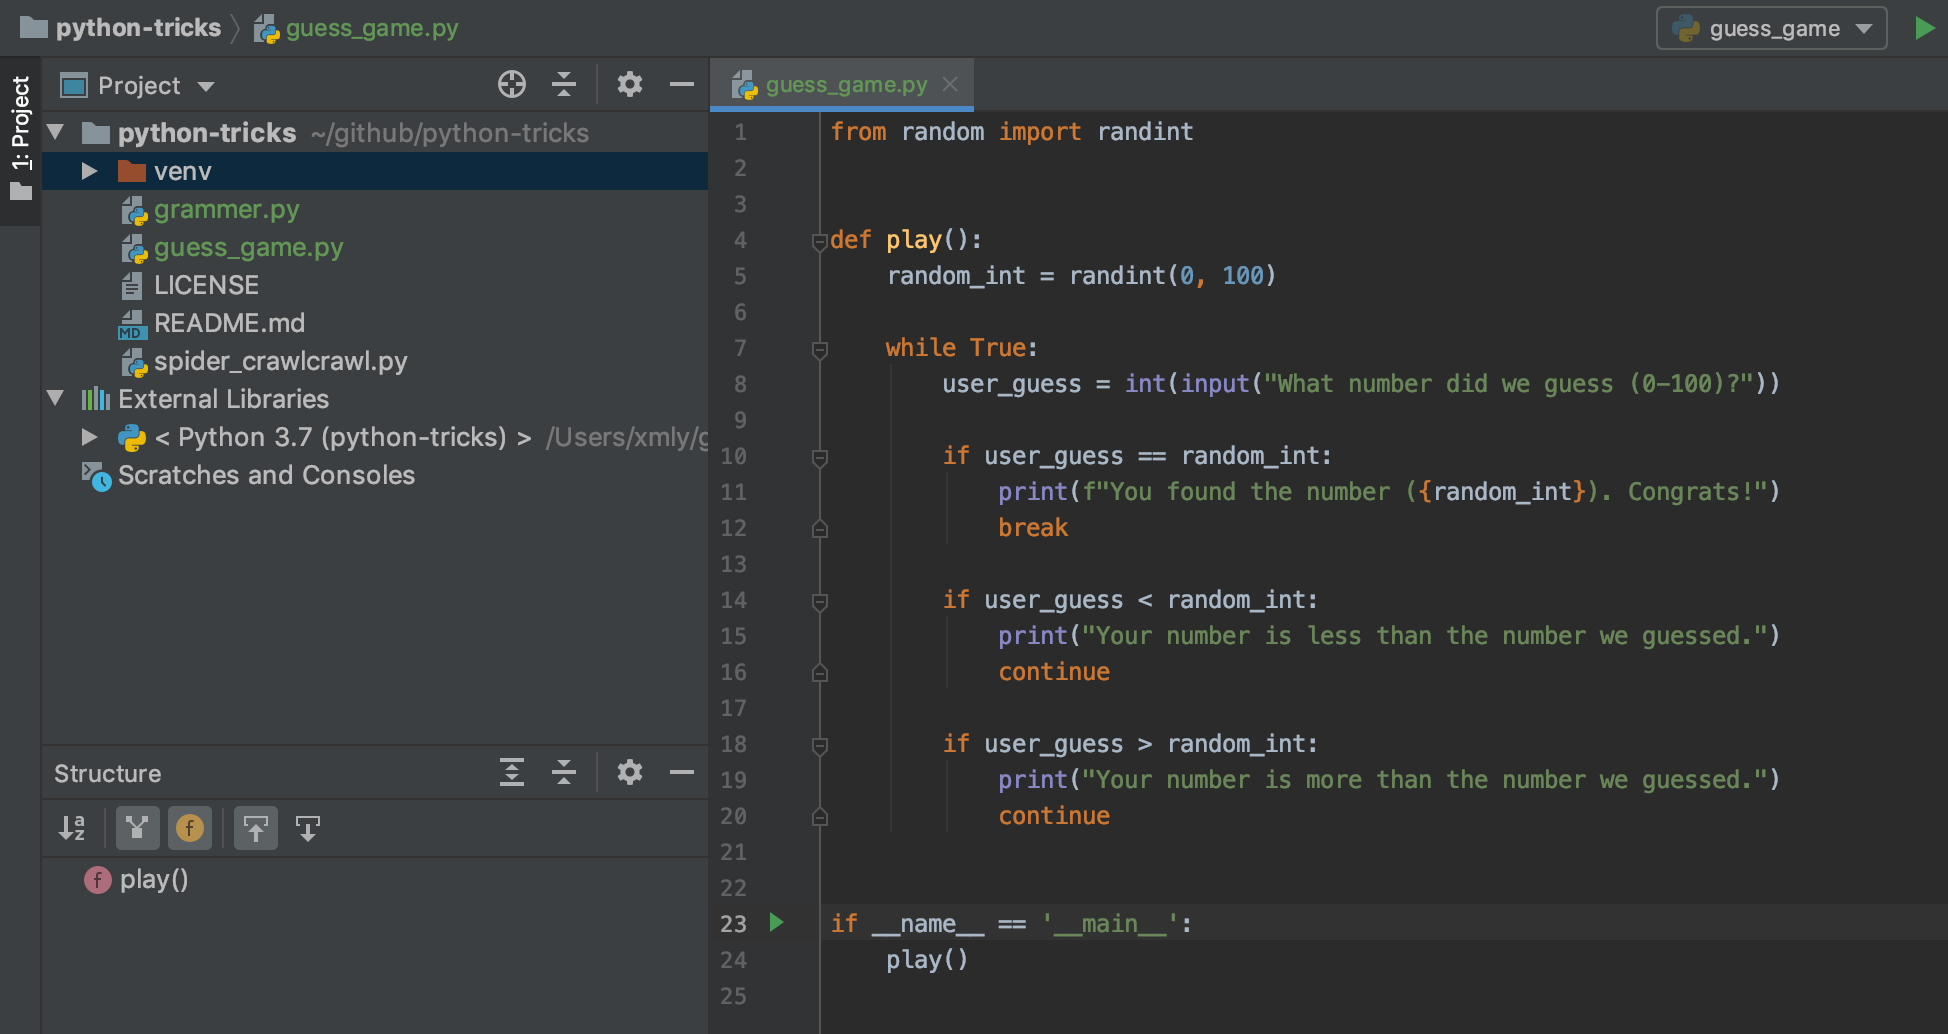 python-tricks guess_game.py
guess_game
1: Project
Project
python-tricks ~/github/python-tricks
venv
grammer.py
guess_game.py
LICENSE
MD README.md
spider_crawlcrawl.py
External Libraries
< Python 3.7 (python-tricks) > /Users/xmly/g
Scratches and Consoles
Structure
a
z
f
f play()
guess_game.py
1 from random import randint
2
3
4 def play():
5     random_int = randint(0, 100)
6
7     while True:
8         user_guess = int(input("What number did we guess (0-100)?"))
9
10         if user_guess == random_int:
11             print(f"You found the number ({random_int}). Congrats!")
12             break
13
14         if user_guess < random_int:
15             print("Your number is less than the number we guessed.")
16             continue
17
18         if user_guess > random_int:
19             print("Your number is more than the number we guessed.")
20             continue
21
22
23 if __name__ == '__main__':
24     play()
25